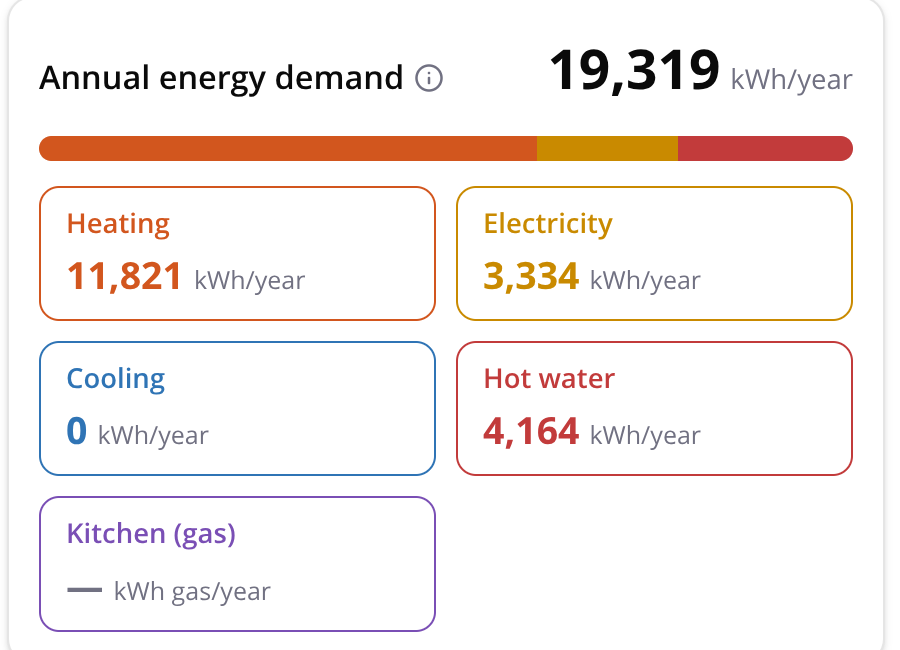 Annual energy demand 19,319 kWh/year
Heating
11,821 kWh/year
Electricity
3,334 kWh/year
Cooling
0 kWh/year
Hot water
4,164 kWh/year
Kitchen (gas)
— kWh gas/year